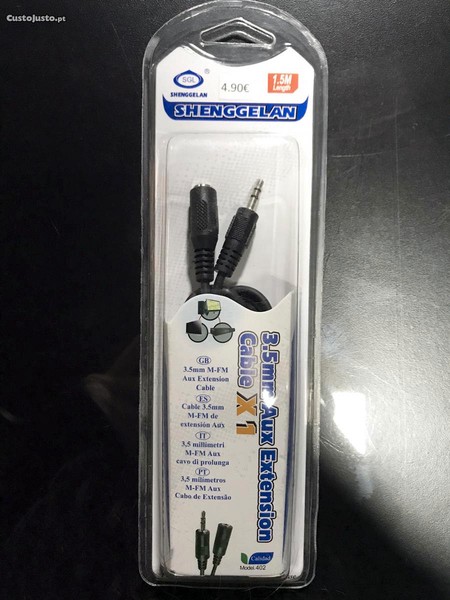 CustoJusto.pt
SGL
®
SHENGGELAN
4.90€
1.5M
Length
SHENGGELAN
3.5mm Aux Extension
Cable X 1
GB
3.5mm M-FM
Aux Extension
Cable
ES
Cable 3.5mm
M-FM de
extensión Aux
IT
3,5 millimetri
M-FM Aux
cavo di prolunga
PT
3,5 milímetros
M-FM Aux
Cabo de Extensão
Calidad
Model.402